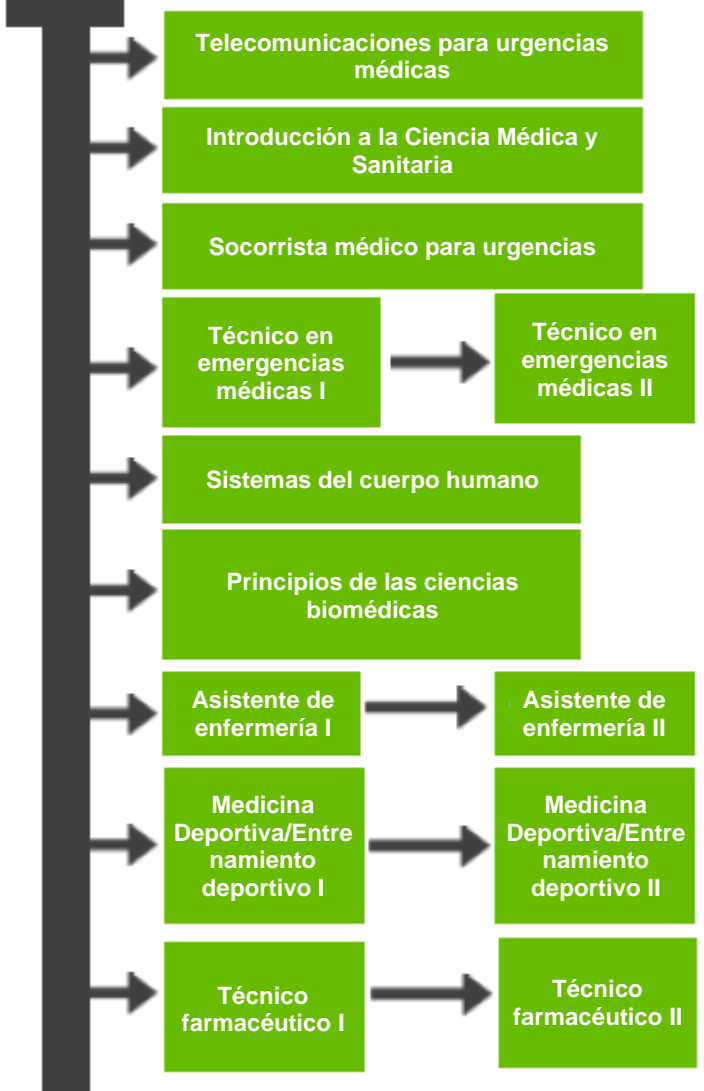 Telecomunicaciones para urgencias
médicas
Introducción a la Ciencia Médica y
Sanitaria
Socorrista médico para urgencias
Técnico en
emergencias
médicas I
Técnico en
emergencias
médicas II
Sistemas del cuerpo humano
Principios de las ciencias
biomédicas
Asistente de
enfermería I
Asistente de
enfermería II
Medicina
Deportiva/Entre
namiento
deportivo I
Medicina
Deportiva/Entre
namiento
deportivo II
Técnico
farmacéutico I
Técnico
farmacéutico II